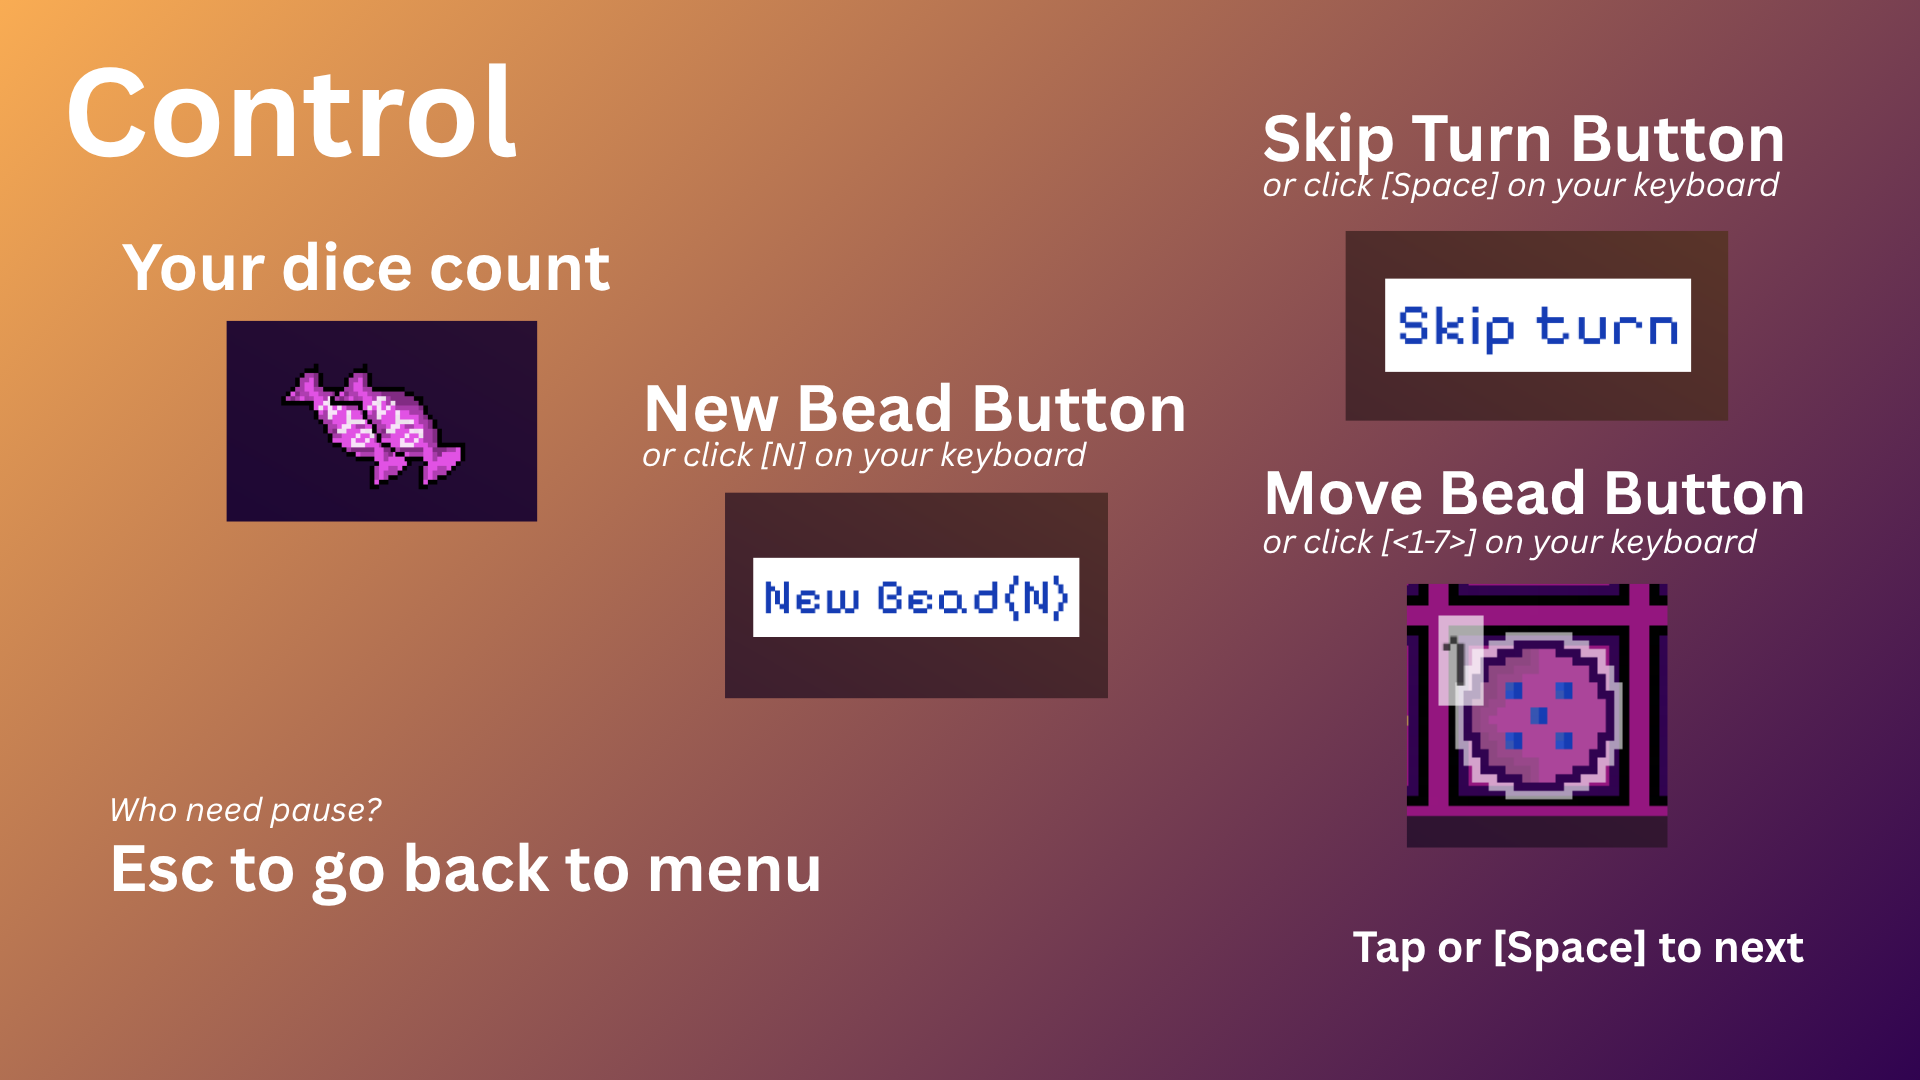 Control
Your dice count
New Bead Button
or click [N] on your keyboard
New Bead(N)
Skip Turn Button
or click [Space] on your keyboard
Skip turn
Move Bead Button
or click [<1-7>] on your keyboard
1
Who need pause?
Esc to go back to menu
Tap or [Space] to next